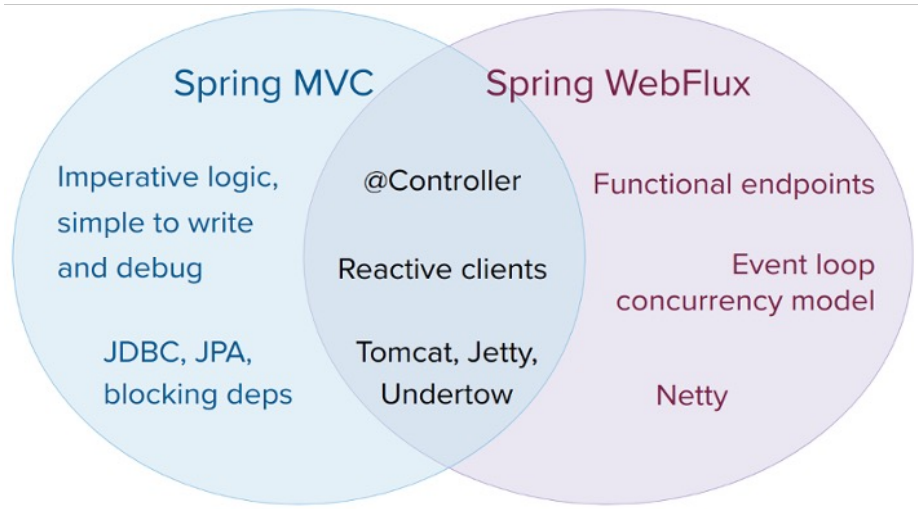 Spring MVC
Imperative logic,
simple to write
and debug
JDBC, JPA,
blocking deps
@Controller
Reactive clients
Tomcat, Jetty,
Undertow
Spring WebFlux
Functional endpoints
Event loop
concurrency model
Netty